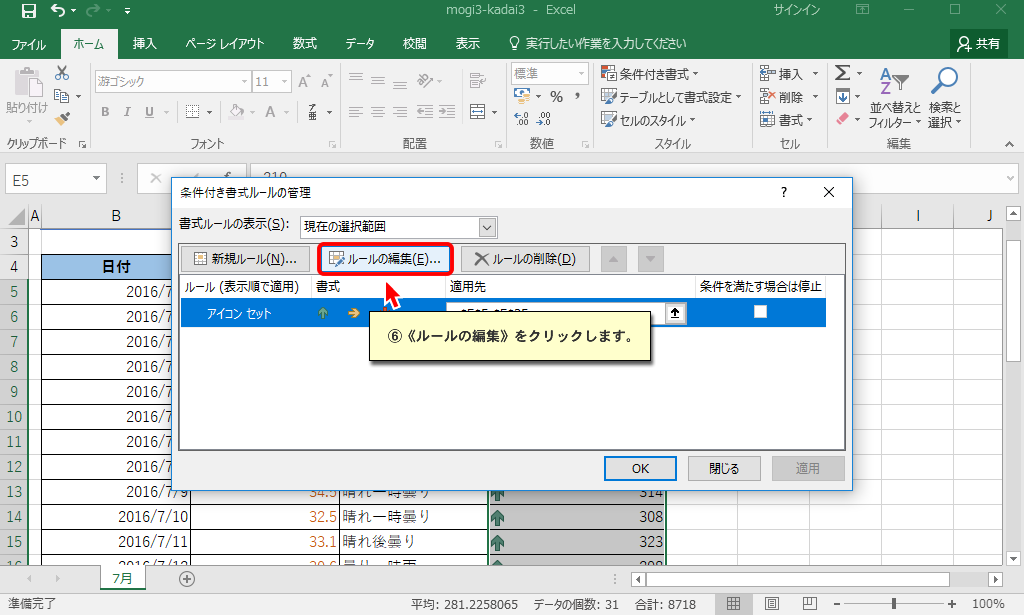 mogi3-kadai3 - Excel
サインイン
ファイル ホーム 挿入 ページ レイアウト 数式 データ 校閲 表示 実行したい作業を入力してください 共有
貼り付け
クリップボード
游ゴシック 11
B I U
フォント
配置
標準
% ,
数値
条件付き書式
テーブルとして書式設定
セルのスタイル
スタイル
挿入
削除
書式
セル
並べ替えと
フィルター
検索と
選択
編集
E5
条件付き書式ルールの管理
書式ルールの表示(S): 現在の選択範囲
新規ルール(N)... ルールの編集(E)... ルールの削除(D)
ルール (表示順で適用) 書式 適用先 条件を満たす場合は停止
アイコン セット
⑥《ルールの編集》をクリックします。
OK 閉じる 適用
A B I J
3
4 日付
5 2016/7
6 2016/7
7 2016/7
8 2016/7
9 2016/7
10 2016/7
11 2016/7
12 2016/7
13 2016/7/9 34.5 晴れ一時曇り 314
14 2016/7/10 32.5 晴れ一時曇り 308
15 2016/7/11 33.1 晴れ後曇り 323
7月
準備完了 平均: 281.2258065 データの個数: 31 合計: 8718 100%